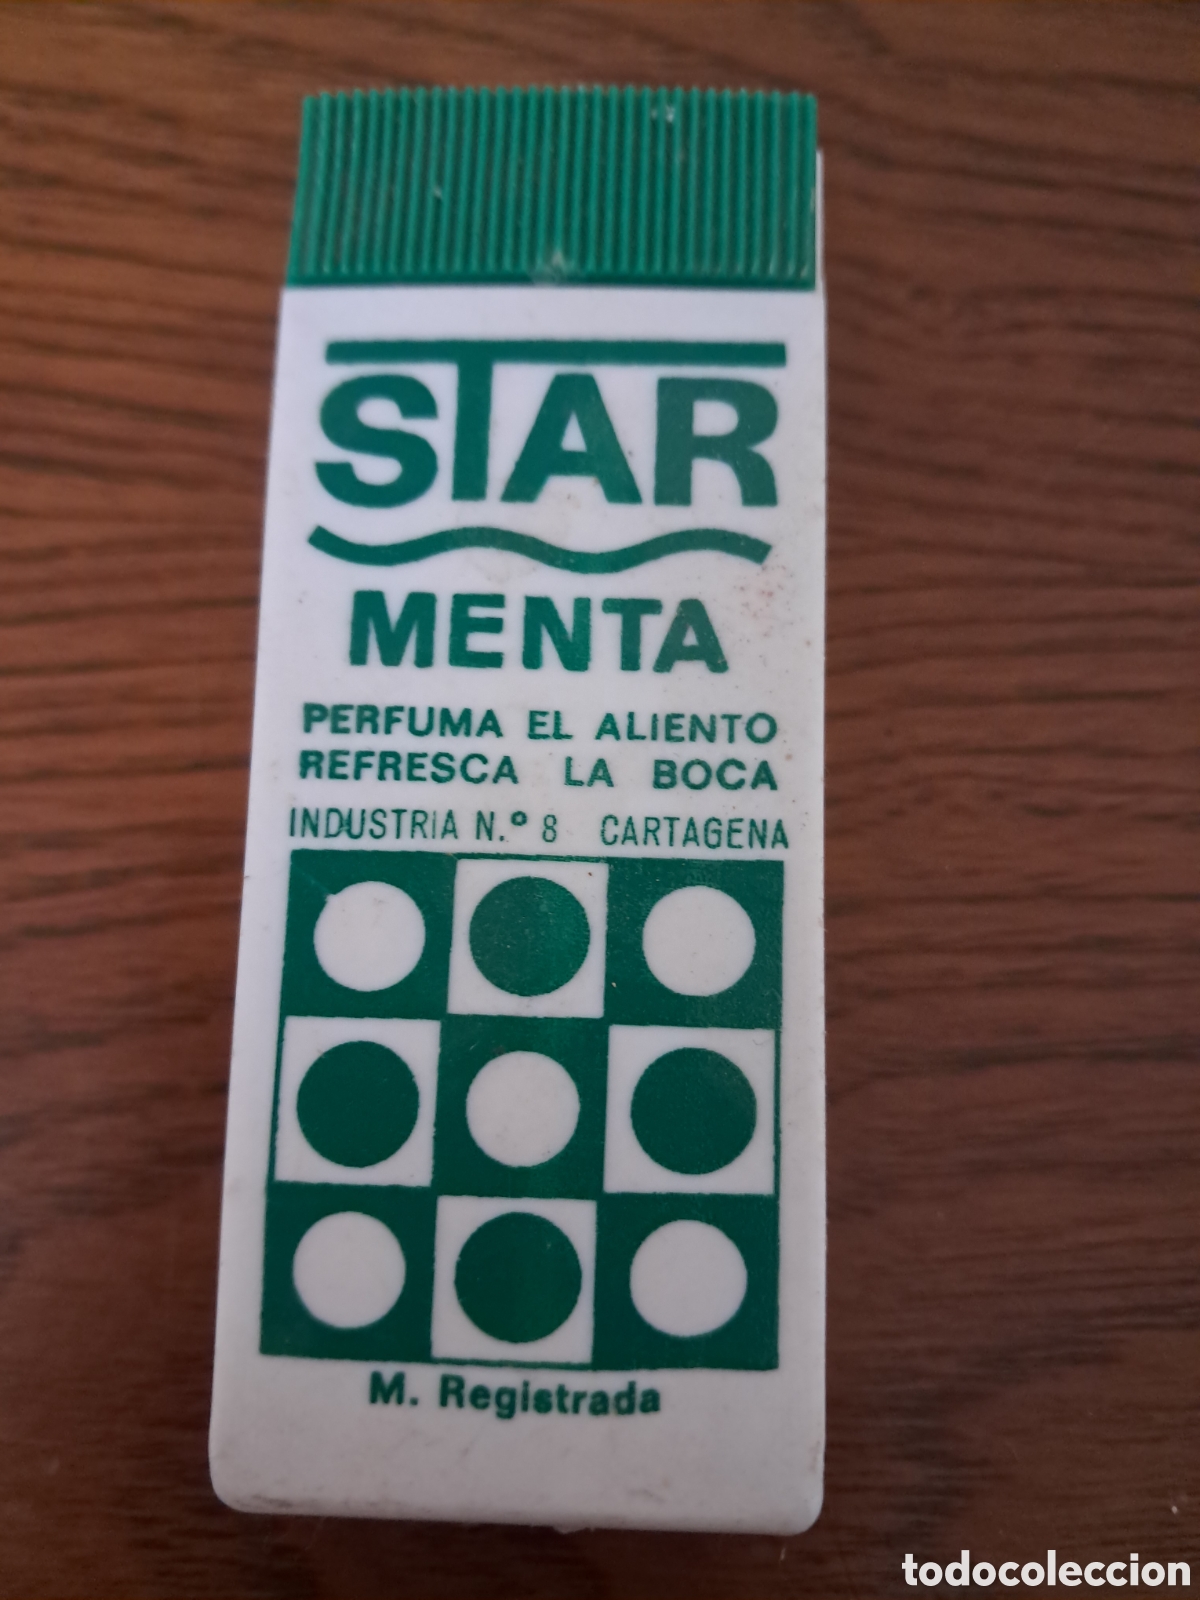 STAR
MENTA
PERFUMA EL ALIENTO
REFRESCA LA BOCA
INDUSTRIA N.º 8 CARTAGENA
M. Registrada
todocoleccion